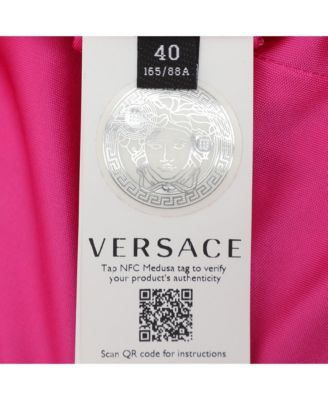 40
165/88A
VERSACE
Tap NFC Medusa tag to verify
your product's authenticity
Scan QR code for instructions